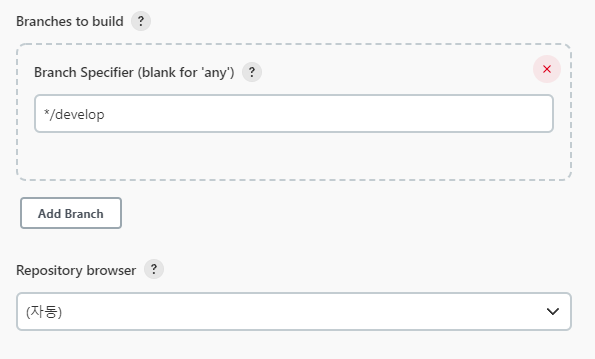 Branches to build ?
Branch Specifier (blank for 'any') ?
*/develop
Add Branch
Repository browser ?
(자동)